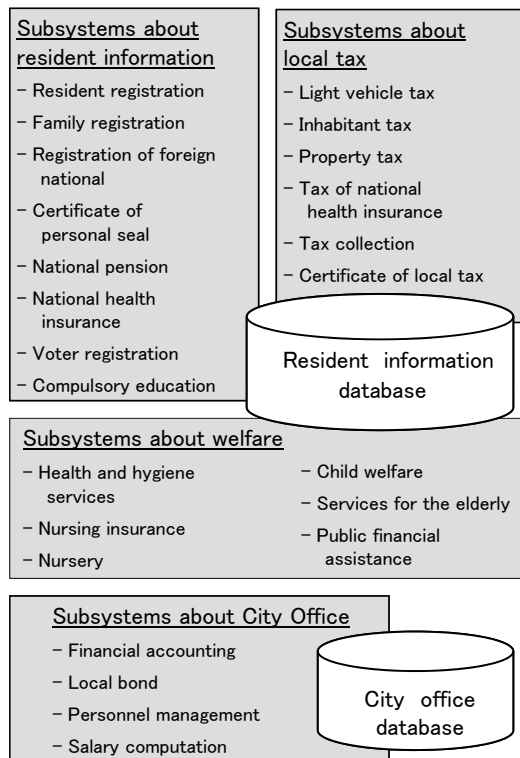 Subsystems about
resident information
- Resident registration
- Family registration
- Registration of foreign
national
- Certificate of
personal seal
- National pension
- National health
insurance
- Voter registration
- Compulsory education
Subsystems about
local tax
- Light vehicle tax
- Inhabitant tax
- Property tax
- Tax of national
health insurance
- Tax collection
- Certificate of local tax
Resident information
database
Subsystems about welfare
- Health and hygiene
services
- Nursing insurance
- Nursery
- Child welfare
- Services for the elderly
- Public financial
assistance
Subsystems about City Office
- Financial accounting
- Local bond
- Personnel management
- Salary computation
City office
database